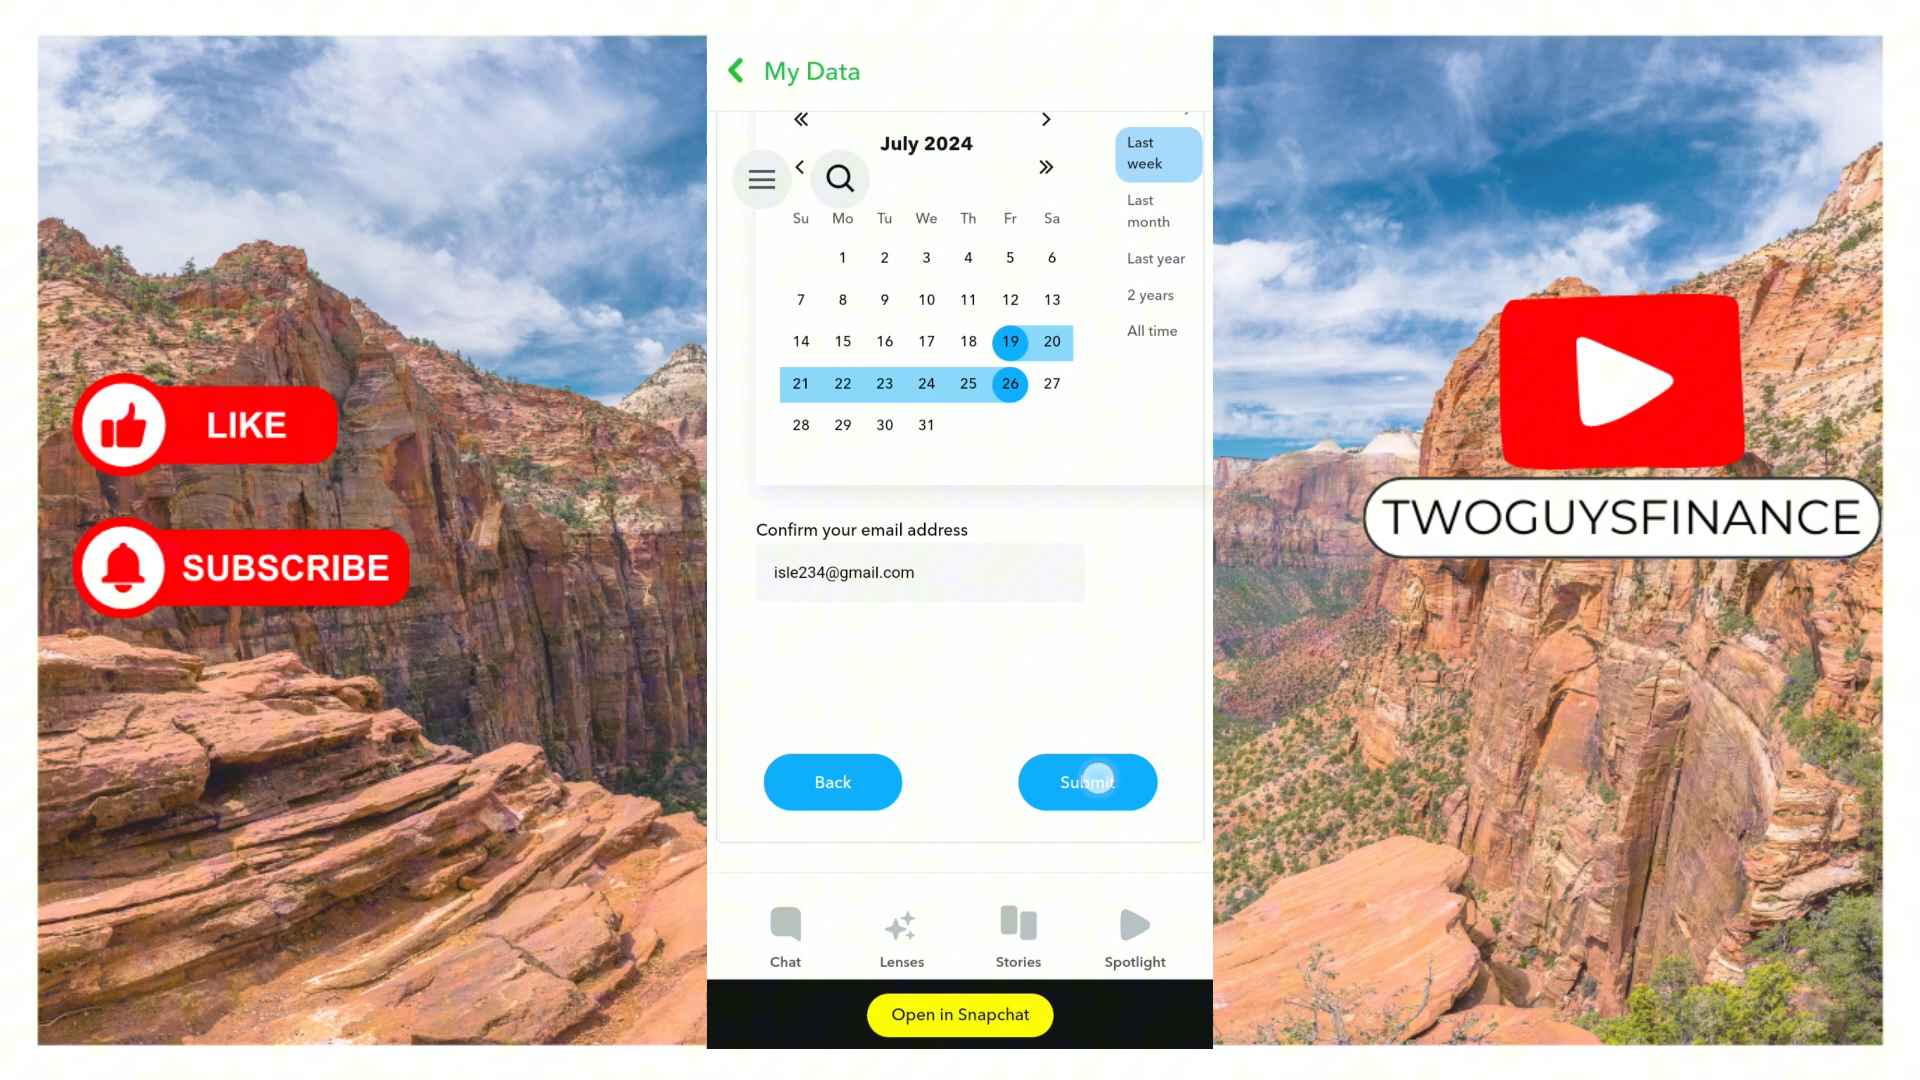 My Data
July 2024
Su Mo Tu We Th Fr Sa
1 2 3 4 5 6
7 8 9 10 11 12 13
14 15 16 17 18 19 20
21 22 23 24 25 26 27
28 29 30 31
Last
week
Last
month
Last year
2 years
All time
Confirm your email address
isle234@gmail.com
Back
Submit
Chat
Lenses
Stories
Spotlight
Open in Snapchat
LIKE
SUBSCRIBE
TWOGUYSFINANCE